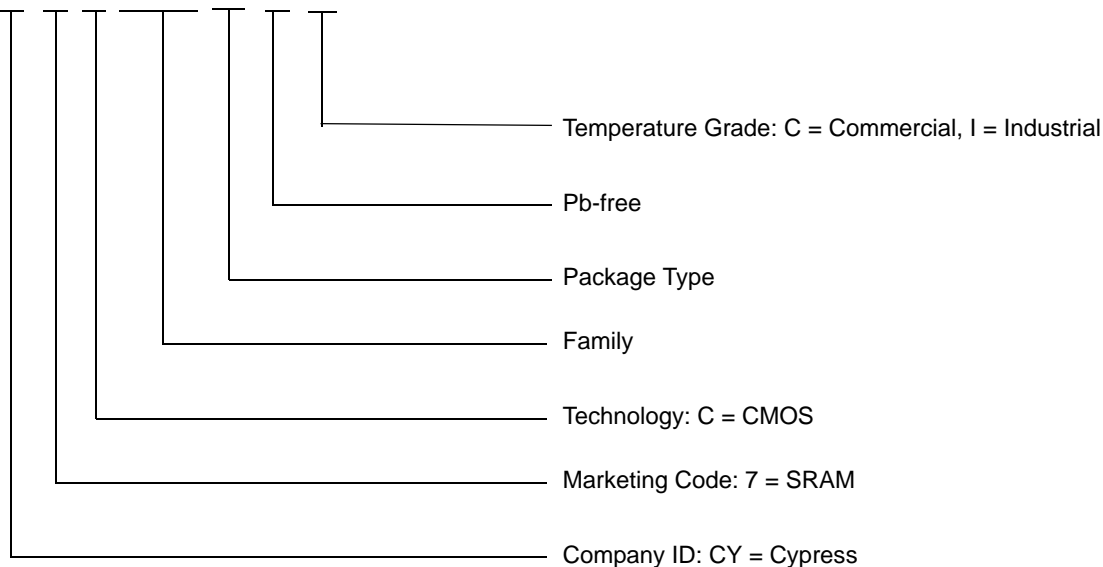 Temperature Grade: C = Commercial, I = Industrial
Pb-free
Package Type
Family
Technology: C = CMOS
Marketing Code: 7 = SRAM
Company ID: CY = Cypress